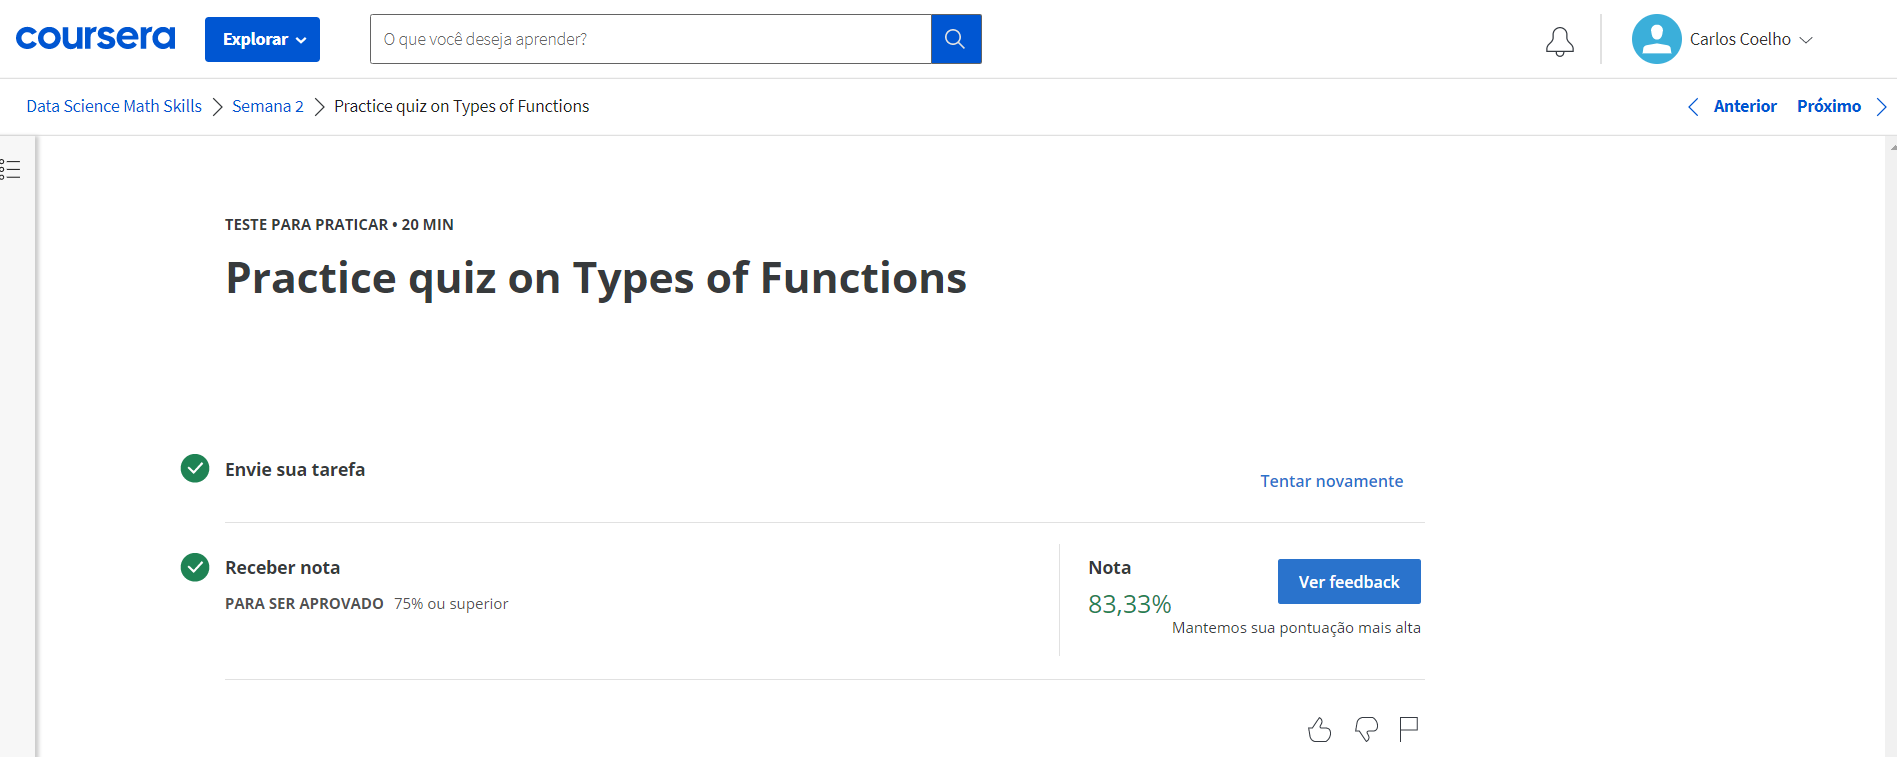 coursera
Explorar
O que você deseja aprender?
Carlos Coelho
Data Science Math Skills
Semana 2
Practice quiz on Types of Functions
Anterior
Próximo
TESTE PARA PRATICAR • 20 MIN
Practice quiz on Types of Functions
Envie sua tarefa
Tentar novamente
Receber nota
PARA SER APROVADO 75% ou superior
Nota
83,33%
Ver feedback
Mantemos sua pontuação mais alta